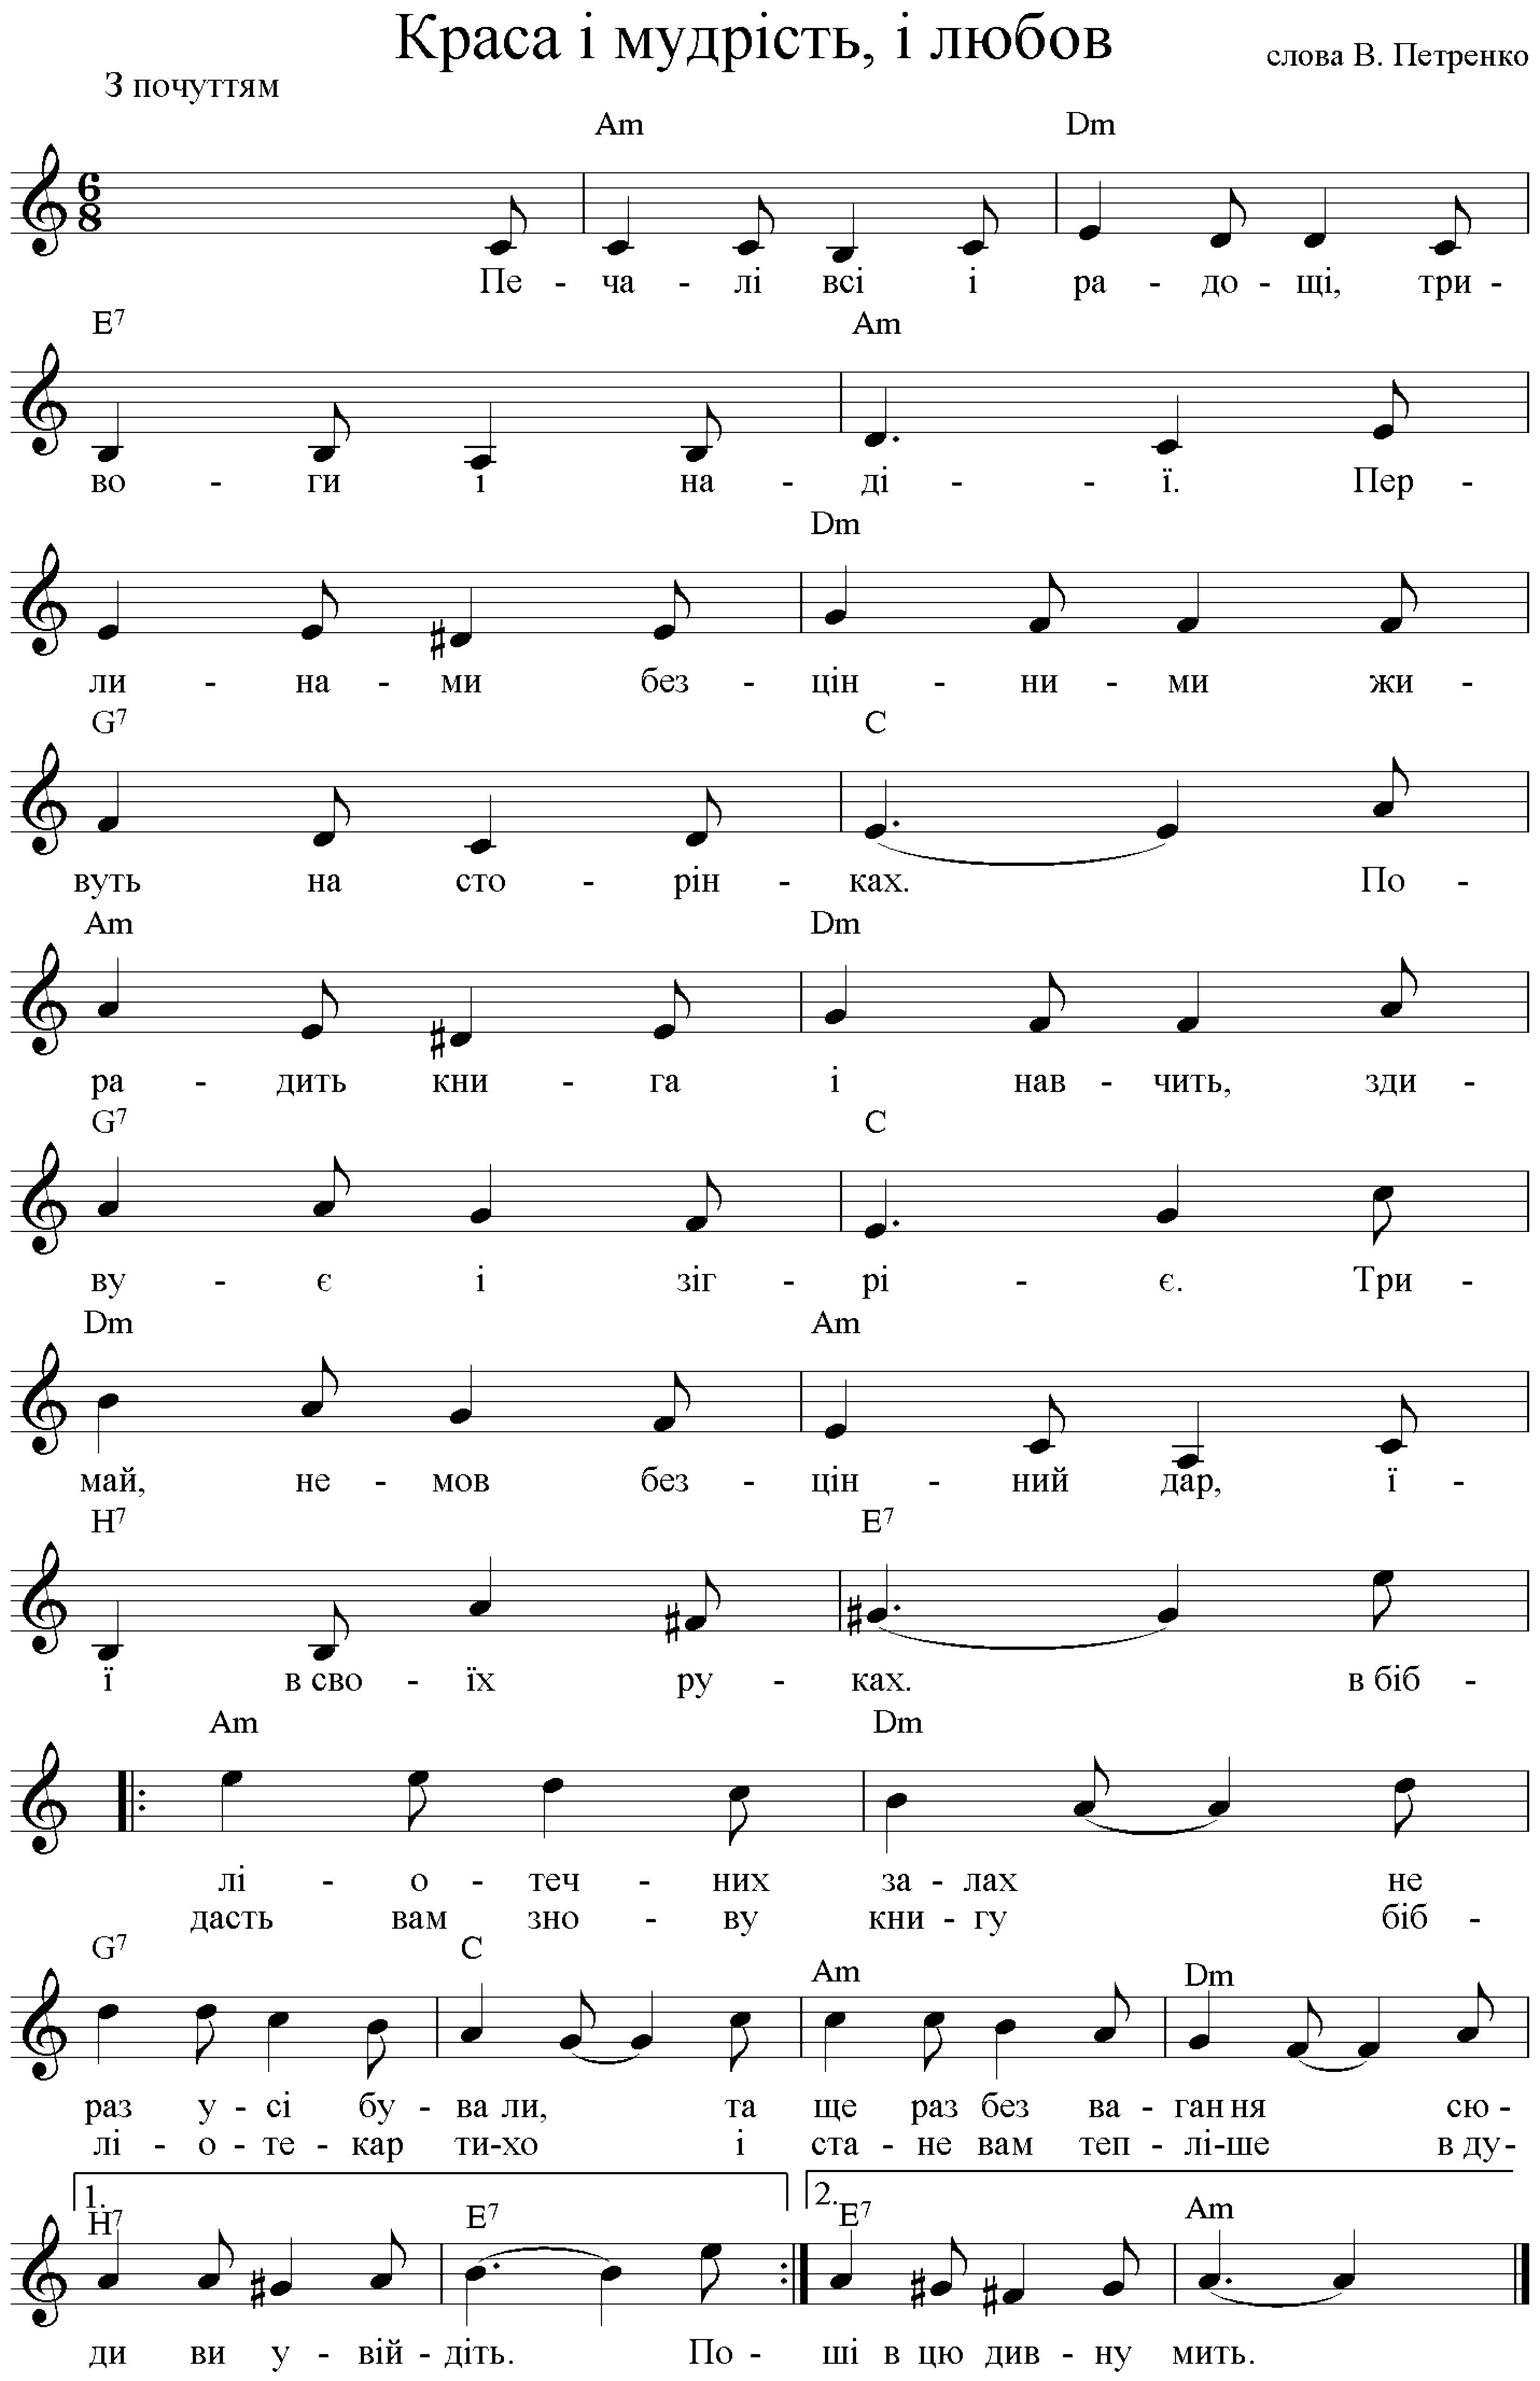 Краса і мудрість, і любов
слова В. Петренко
З почуттям
Am Dm
6
8
Пе - ча - лі всі і ра - до - щі, три -
E7 Am
во - ги і на - ді - ї. Пер -
Dm
ли - на - ми без - цін - ни - ми жи -
G7 C
вуть на сто - рін - ках. По -
Am Dm
ра - дить кни - га і нав - чить, зди -
G7 C
ву - є і зіг - рі - є. Три -
Dm Am
май, не - мов без - цін - ний дар, ї -
H7 E7
ї в сво - їх ру - ках. в біб -
Am Dm
лі - о - теч - них за - лах не
дасть вам зно - ву кни - гу біб -
G7 C Am Dm
раз у - сі бу - ва ли, та ще раз без ва - ган ня сю -
лі - о - те - кар ти-хо і ста - не вам теп - лі-ше в ду-
1. 2.
H7 E7 E7 Am
ди ви у - вій - діть. По - ші в цю див - ну мить.